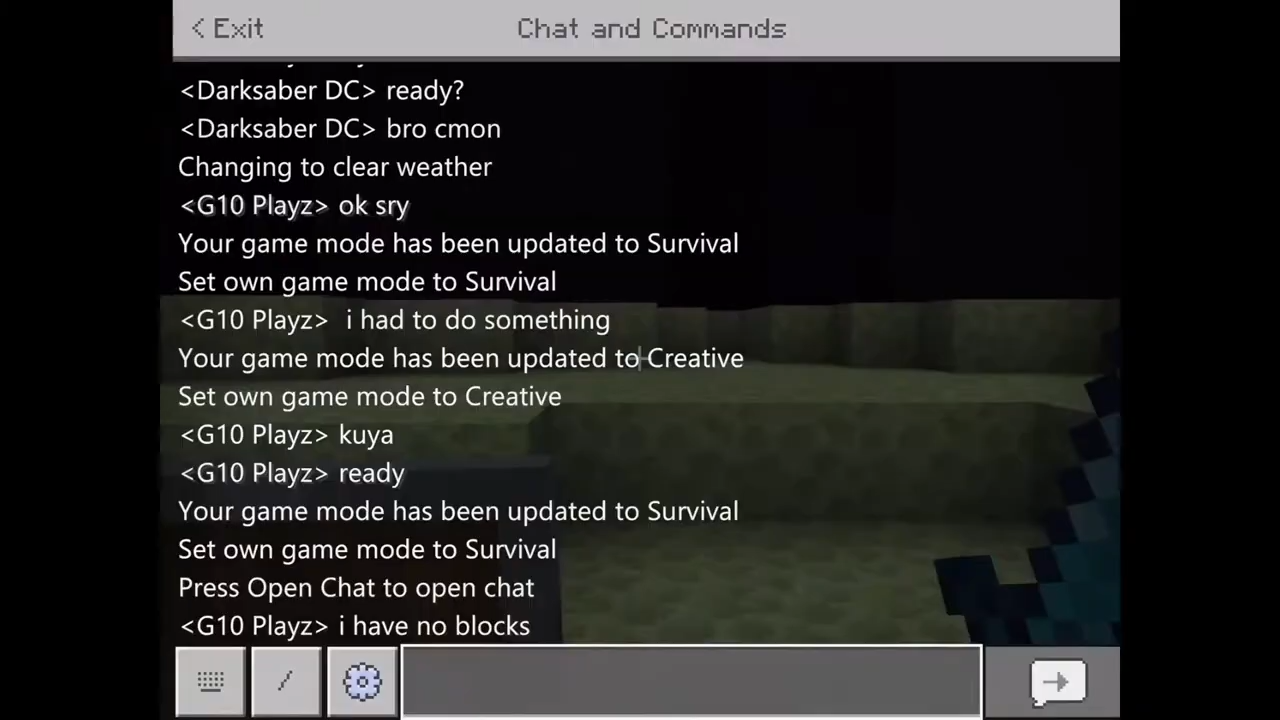 Exit
Chat and Commands
<Darksaber DC> ready?
<Darksaber DC> bro cmon
Changing to clear weather
<G10 Playz> ok sry
Your game mode has been updated to Survival
Set own game mode to Survival
<G10 Playz>  i had to do something
Your game mode has been updated to Creative
Set own game mode to Creative
<G10 Playz> kuya
<G10 Playz> ready
Your game mode has been updated to Survival
Set own game mode to Survival
Press Open Chat to open chat
<G10 Playz> i have no blocks
/